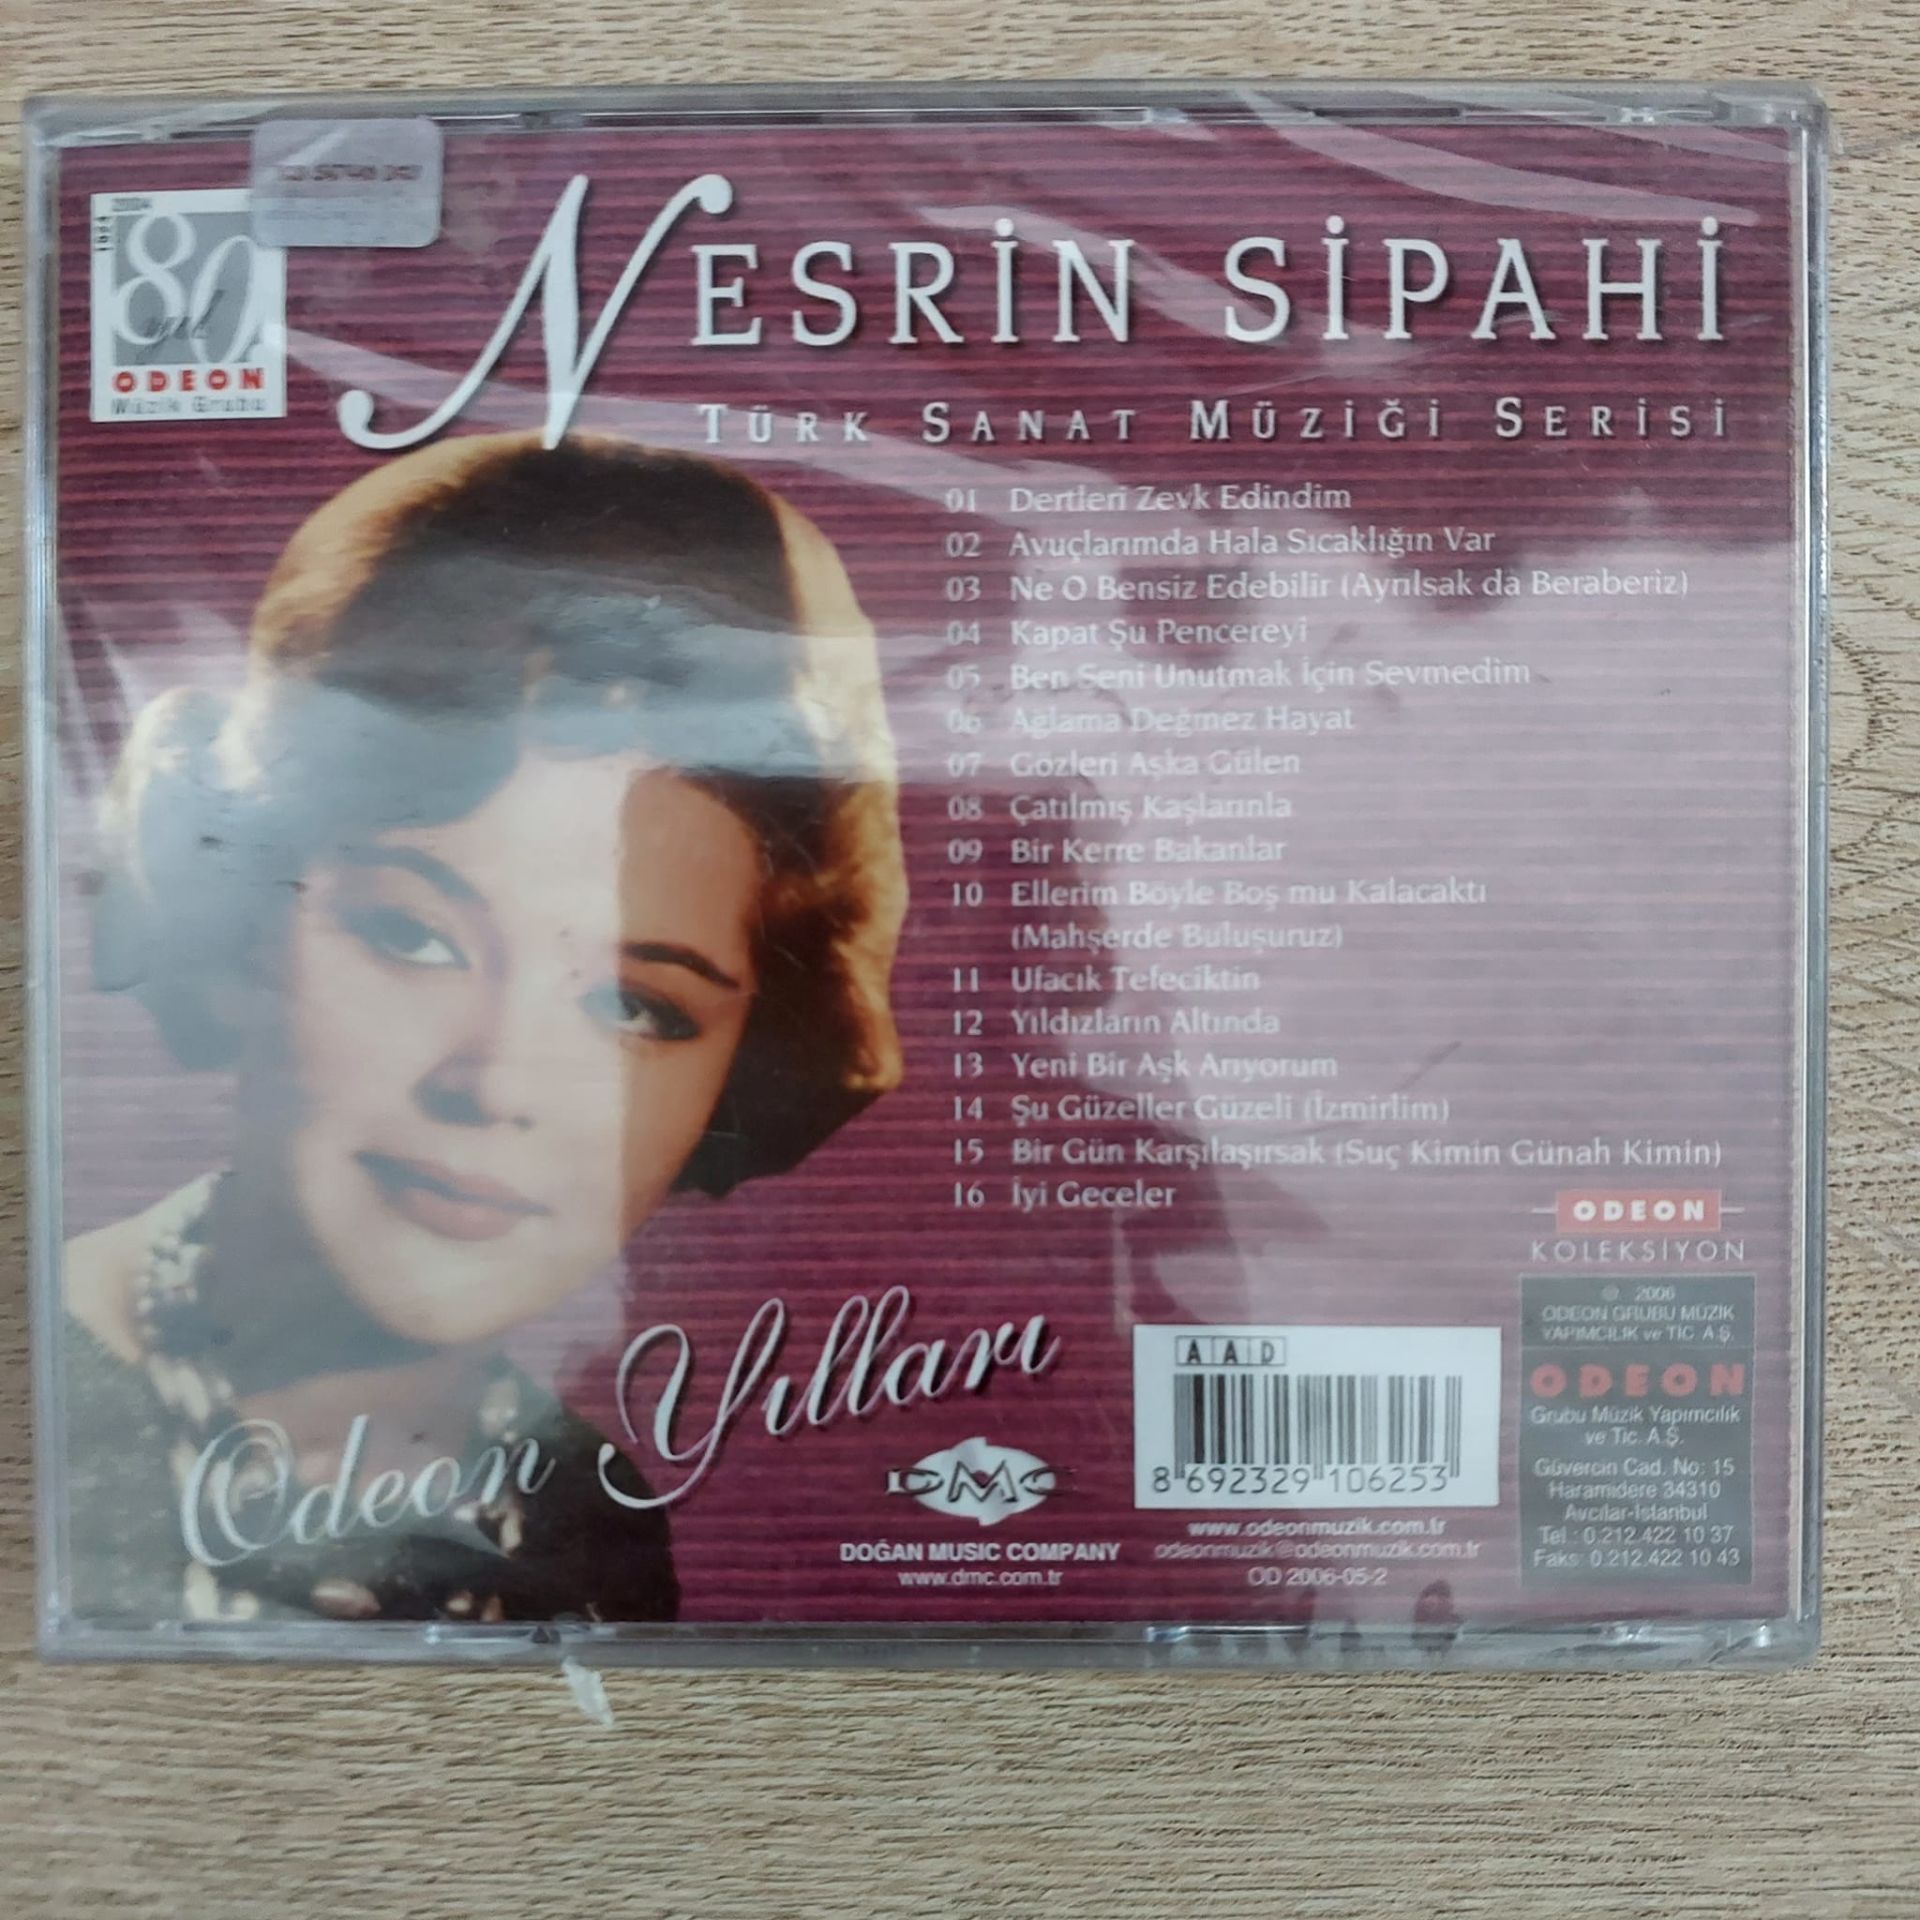 1924 2004
80.
yıl
ODEON
Müzik Grubu
NESRİN SİPAHİ
TÜRK SANAT MÜZİĞİ SERİSİ
01 Dertleri Zevk Edindim
02 Avuçlarımda Hala Sıcaklığın Var
03 Ne O Bensiz Edebilir (Ayrılsak da Beraberiz)
04 Kapat Şu Pencereyi
05 Ben Seni Unutmak İçin Sevmedim
06 Ağlama Değmez Hayat
07 Gözleri Aşka Gülen
08 Çatılmış Kaşlarınla
09 Bir Kerre Bakanlar
10 Ellerim Böyle Boş mu Kalacaktı
(Mahşerde Buluşuruz)
11 Ufacık Tefeciktin
12 Yıldızların Altında
13 Yeni Bir Aşk Arıyorum
14 Şu Güzeller Güzeli (İzmirlim)
15 Bir Gün Karşılaşırsak (Suç Kimin Günah Kimin)
16 İyi Geceler
Odeon Yılları
DMC
DOĞAN MUSIC COMPANY
www.dmc.com.tr
AAD
8 692329 106253
www.odeonmuzik.com.tr
odeonmuzik@odeonmuzik.com.tr
OD 2006-05-2
ODEON
KOLEKSİYON
℗ 2006
ODEON GRUBU MÜZİK
YAPIMCILIK ve TİC. A.Ş.
ODEON
Grubu Müzik Yapımcılık
ve Tic. A.Ş.
Güvercin Cad. No: 15
Haramidere 34310
Avcılar-İstanbul
Tel : 0.212.422 10 37
Faks: 0.212.422 10 43